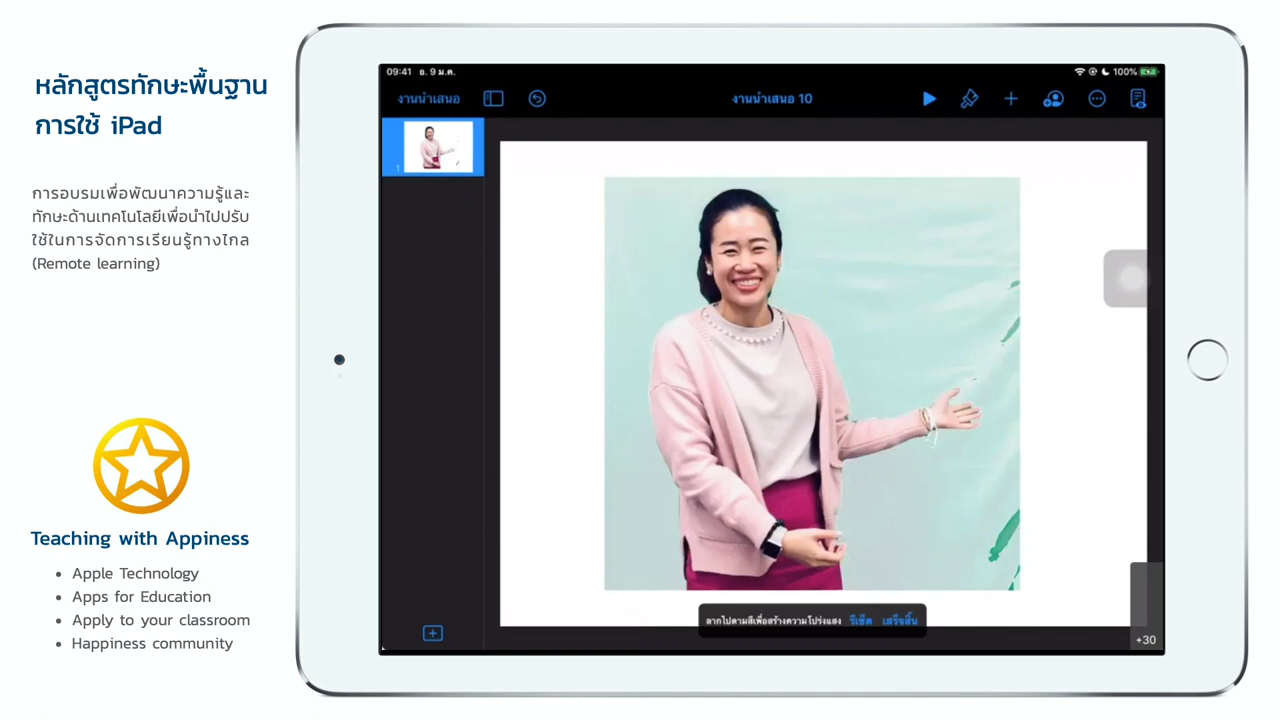 หลักสูตรทักษะพื้นฐาน
การใช้ iPad
การอบรมเพื่อพัฒนาความรู้และ
ทักษะด้านเทคโนโลยีเพื่อนำไปปรับ
ใช้ในการจัดการเรียนรู้ทางไกล
(Remote learning)
Teaching with Appiness
• Apple Technology
• Apps for Education
• Apply to your classroom
• Happiness community
09:41 อ. 9 ม.ค.
100%
งานนำเสนอ
งานนำเสนอ 10
1
ลากไปตามสีเพื่อสร้างความโปร่งแสง รีเซ็ต เสร็จสิ้น
+30